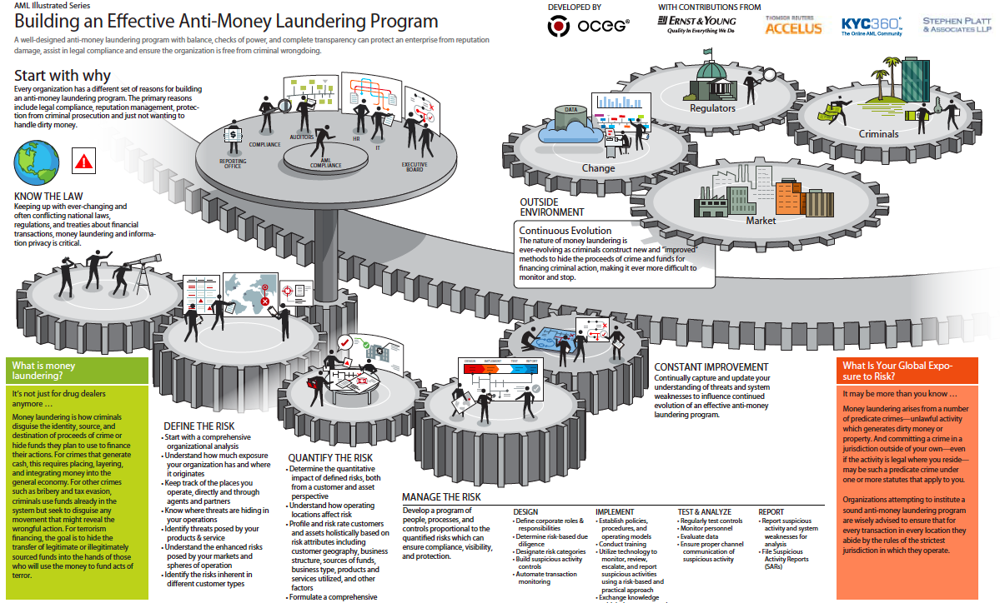 AML Illustrated Series
Building an Effective Anti-Money Laundering Program
A well-designed anti-money laundering program with balance, checks of power, and complete transparency can protect an enterprise from reputation
damage, assist in legal compliance and ensure the organization is free from criminal wrongdoing.
DEVELOPED BY
OCEG®
WITH CONTRIBUTIONS FROM
ERNST & YOUNG
Quality In Everything We Do
THOMSON REUTERS
ACCELUS™
KYC360™
The Online AML Community
STEPHEN PLATT
& ASSOCIATES LLP
Start with why
Every organization has a different set of reasons for building
an anti-money laundering program. The primary reasons
include legal compliance, reputation management, protec-
tion from criminal prosecution and just not wanting to
handle dirty money.
KNOW THE LAW
Keeping up with ever-changing and
often conflicting national laws,
regulations, and treaties about financial
transactions, money laundering and informa-
tion privacy is critical.
REPORTING
OFFICE
COMPLIANCE
AUDITORS
AML
COMPLIANCE
HR
IT
EXECUTIVE
BOARD
DATA
Change
Regulators
Criminals
Market
OUTSIDE
ENVIRONMENT
Continuous Evolution
The nature of money laundering is
ever-evolving as criminals construct new and "improved"
methods to hide the proceeds of crime and funds for
financing criminal action, making it ever more difficult to
monitor and stop.
What is money
laundering?
It's not just for drug dealers
anymore …
Money laundering is how criminals
disguise the identity, source, and
destination of proceeds of crime or
hide funds they plan to use to finance
their actions. For crimes that generate
cash, this requires placing, layering,
and integrating money into the
general economy. For other crimes
such as bribery and tax evasion,
criminals use funds already in the
system but seek to disguise any
movement that might reveal the
wrongful action. For terrorism
financing, the goal is to hide the
transfer of legitimate or illegitimately
sourced funds into the hands of those
who will use the money to fund acts of
terror.
DEFINE THE RISK
• Start with a comprehensive
organizational analysis
• Understand how much exposure
your organization has and where
it originates
• Keep track of the places you
operate, directly and through
agents and partners
• Know where threats are hiding in
your operations
• Identify threats posed by your
products & service
• Understand the enhanced risks
posed by your markets and
spheres of operation
• Identify the risks inherent in
different customer types
QUANTIFY THE RISK
• Determine the quantitative
impact of defined risks, both
from a customer and asset
perspective
• Understand how operating
locations affect risk
• Profile and risk rate customers
and assets holistically based on
risk attributes including
customer geography, business
structure, sources of funds,
business type, products and
services utilized, and other
factors
• Formulate a comprehensive
DESIGN IMPLEMENT TEST REPORT
MANAGE THE RISK
Develop a program of
people, processes, and
controls proportional to the
quantified risks which can
ensure compliance, visibility,
and protection.
DESIGN
• Define corporate roles &
responsibilities
• Determine risk-based due
diligence
• Designate risk categories
• Build suspicious activity
controls
• Automate transaction
monitoring
IMPLEMENT
• Establish policies,
procedures, and
operating models
• Conduct training
• Utilize technology to
monitor, review,
escalate, and report
suspicious activities
using a risk-based and
practical approach
• Exchange knowledge
TEST & ANALYZE
• Regularly test controls
• Monitor personnel
• Evaluate data
• Ensure proper channel
communication of
suspicious activity
REPORT
• Report suspicious
activity and system
weaknesses for
analysis
• File Suspicious
Activity Reports
(SARs)
CONSTANT IMPROVEMENT
Continually capture and update your
understanding of threats and system
weaknesses to influence continued
evolution of an effective anti-money
laundering program.
What Is Your Global Expo-
sure to Risk?
It may be more than you know …
Money laundering arises from a number
of predicate crimes—unlawful activity
which generates dirty money or
property. And committing a crime in a
jurisdiction outside of your own—even
if the activity is legal where you reside—
may be such a predicate crime under
one or more statutes that apply to you.
Organizations attempting to institute a
sound anti-money laundering program
are wisely advised to ensure that for
every transaction in every location they
abide by the rules of the strictest
jurisdiction in which they operate.